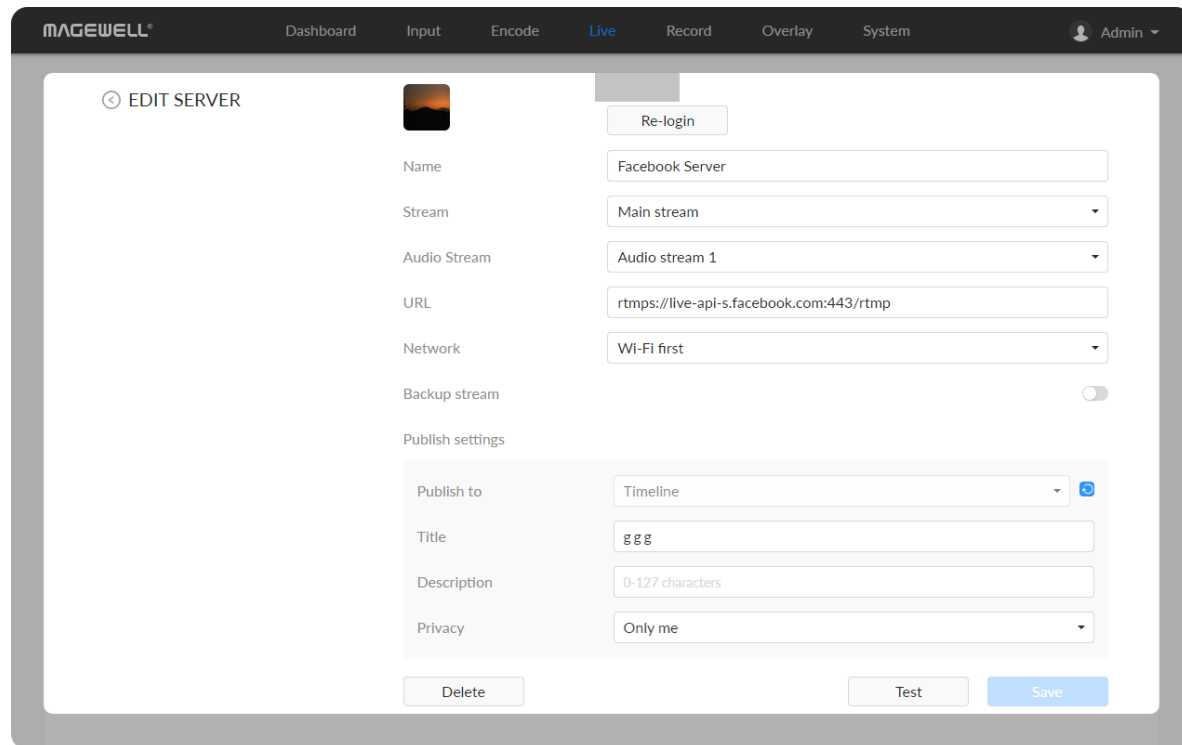 MAGEWELL®
Dashboard Input Encode Live Record Overlay System Admin
EDIT SERVER
Re-login
Name Facebook Server
Stream Main stream
Audio Stream Audio stream 1
URL rtmps://live-api-s.facebook.com:443/rtmp
Network Wi-Fi first
Backup stream
Publish settings
Publish to Timeline
Title g g g
Description 0-127 characters
Privacy Only me
Delete Test Save